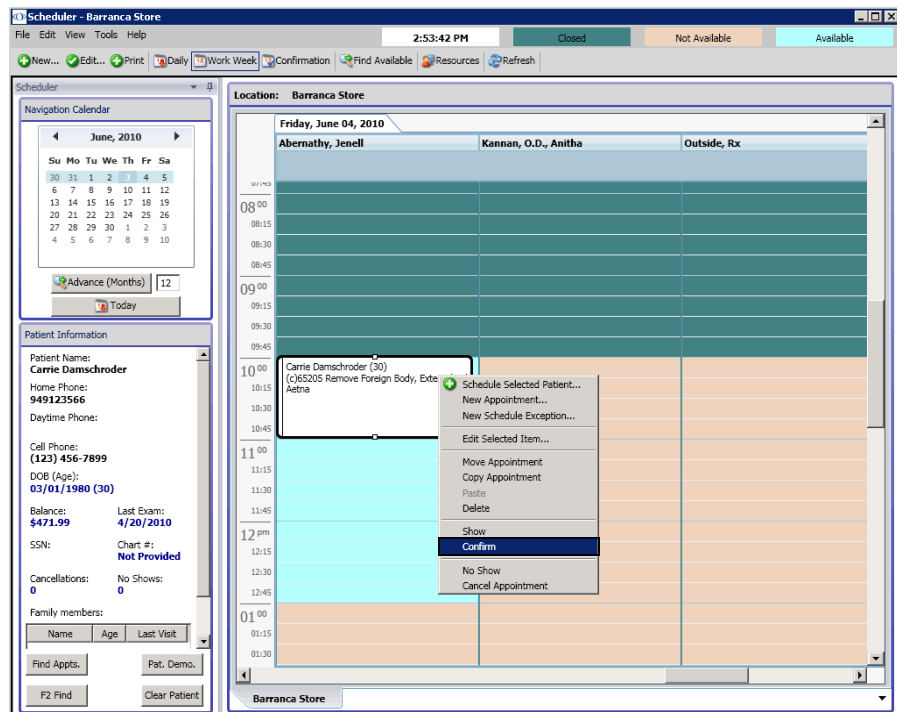 Scheduler - Barranca Store
File Edit View Tools Help
2:53:42 PM Closed Not Available Available
New... Edit... Print Daily Work Week Confirmation Find Available Resources Refresh
Scheduler
Navigation Calendar
June, 2010
Su Mo Tu We Th Fr Sa
30 31 1 2 3 4 5
6 7 8 9 10 11 12
13 14 15 16 17 18 19
20 21 22 23 24 25 26
27 28 29 30 1 2 3
4 5 6 7 8 9 10
Advance (Months) 12
Today
Patient Information
Patient Name:
Carrie Damschroder
Home Phone:
949123566
Daytime Phone:
Cell Phone:
(123) 456-7899
DOB (Age):
03/01/1980 (30)
Balance: Last Exam:
$471.99 4/20/2010
SSN: Chart #:
Not Provided
Cancellations: No Shows:
0 0
Family members:
Name Age Last Visit
Find Appts. Pat. Demo.
F2 Find Clear Patient
Location: Barranca Store
Friday, June 04, 2010
Abernathy, Jenell Kannan, O.D., Anitha Outside, Rx
07:45
08 00
08:15
08:30
08:45
09 00
09:15
09:30
09:45
10 00
10:15
10:30
10:45
11 00
11:15
11:30
11:45
12 pm
12:15
12:30
12:45
01 00
01:15
01:30
Carrie Damschroder (30)
(c)65205 Remove Foreign Body,
Aetna
Schedule Selected Patient...
New Appointment...
New Schedule Exception...
Edit Selected Item...
Move Appointment
Copy Appointment
Paste
Delete
Show
Confirm
No Show
Cancel Appointment
Barranca Store